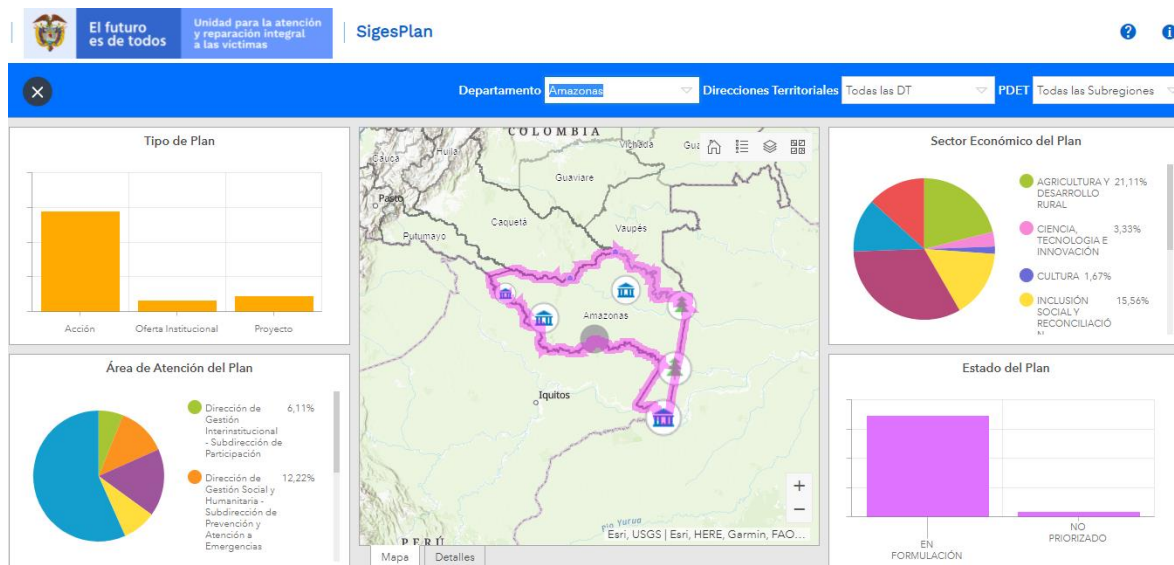 El futuro
es de todos
Unidad para la atención
y reparación integral
a las víctimas
SigesPlan
Departamento Amazonas
Direcciones Territoriales Todas las DT
PDET Todas las Subregiones
Tipo de Plan
Acción
Oferta Institucional
Proyecto
Área de Atención del Plan
Dirección de 6,11%
Gestión
Interinstitucional
- Subdirección de
Participación
Dirección de 12,22%
Gestión Social y
Humanitaria -
Subdirección de
Prevención y
Atención a
Emergencias
COLOMBIA
Cauca
Huila
Vichada
Guaviare
Pasto
Caquetá
Vaupés
Putumayo
Amazonas
Iquitos
PERÚ
Esri, USGS | Esri, HERE, Garmin, FAO...
Mapa
Detalles
Sector Económico del Plan
AGRICULTURA Y 21,11%
DESARROLLO
RURAL
CIENCIA, 3,33%
TECNOLOGIA E
INNOVACIÓN
CULTURA 1,67%
INCLUSIÓN 15,56%
SOCIAL Y
RECONCILIACIÓ
Estado del Plan
EN
FORMULACIÓN
NO
PRIORIZADO